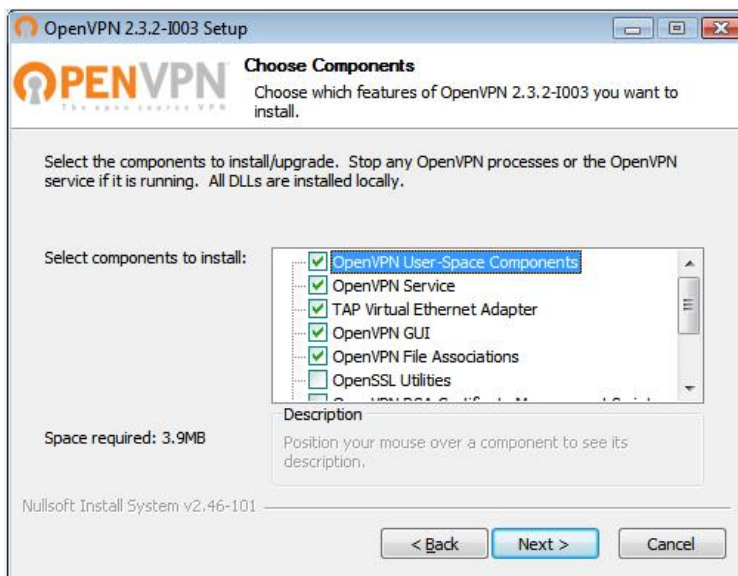 OpenVPN 2.3.2-I003 Setup
OPENVPN
The open source VPN
Choose Components
Choose which features of OpenVPN 2.3.2-I003 you want to
install.
Select the components to install/upgrade. Stop any OpenVPN processes or the OpenVPN
service if it is running. All DLLs are installed locally.
Select components to install:
OpenVPN User-Space Components
OpenVPN Service
TAP Virtual Ethernet Adapter
OpenVPN GUI
OpenVPN File Associations
OpenSSL Utilities
Space required: 3.9MB
Description
Position your mouse over a component to see its
description.
Nullsoft Install System v2.46-101
< Back
Next >
Cancel